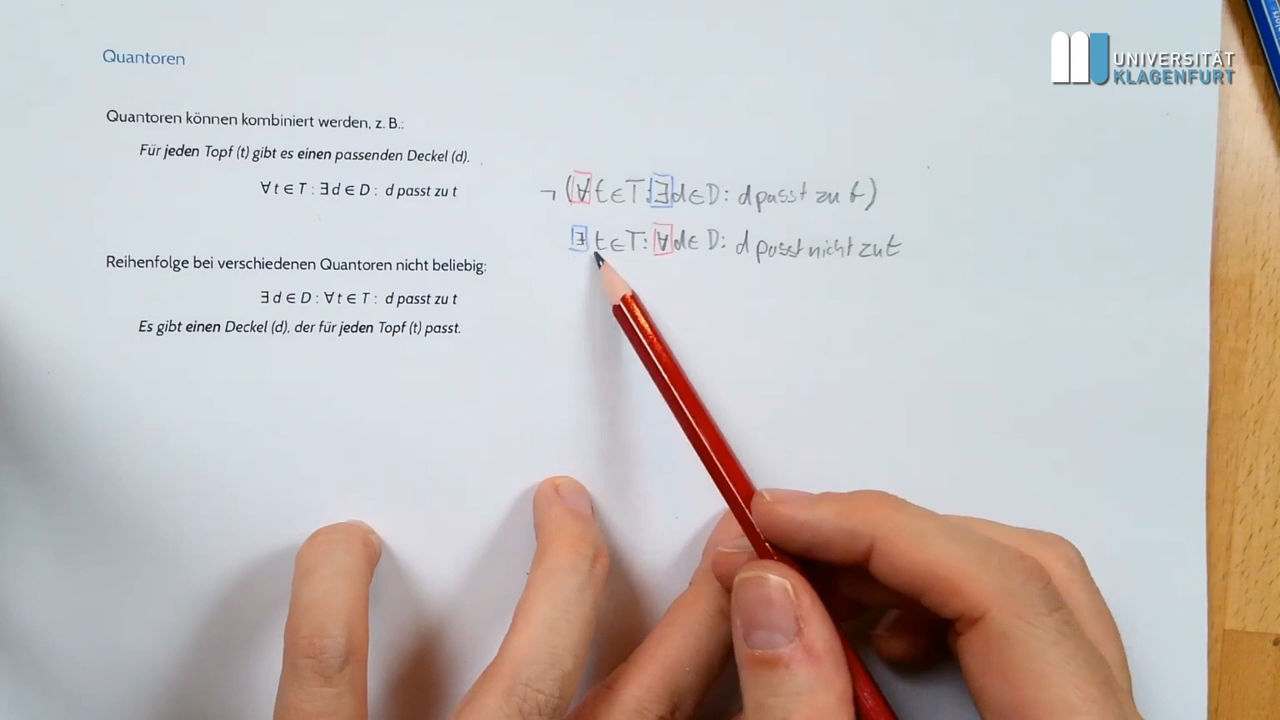 Quantoren
Quantoren können kombiniert werden, z. B.:
Für jeden Topf (t) gibt es einen passenden Deckel (d).
∀ t ∈ T : ∃ d ∈ D : d passt zu t
Reihenfolge bei verschiedenen Quantoren nicht beliebig:
∃ d ∈ D : ∀ t ∈ T : d passt zu t
Es gibt einen Deckel (d), der für jeden Topf (t) passt.
¬ (∀ t ∈ T : ∃ d ∈ D : d passt zu t)
∃ t ∈ T : ∀ d ∈ D : d passt nicht zu t
UNIVERSITÄT
KLAGENFURT